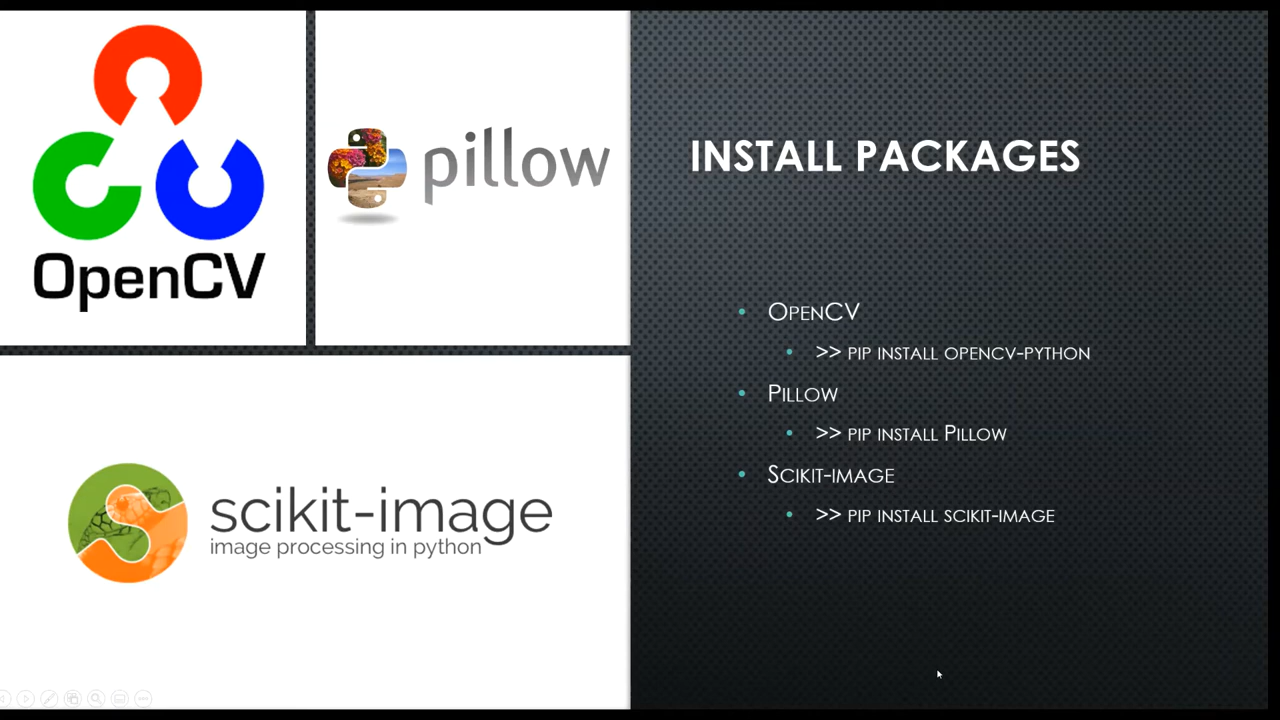 OpenCV
pillow
scikit-image
image processing in python
INSTALL PACKAGES
• OpenCV
• >> pip install opencv-python
• Pillow
• >> pip install Pillow
• Scikit-image
• >> pip install scikit-image